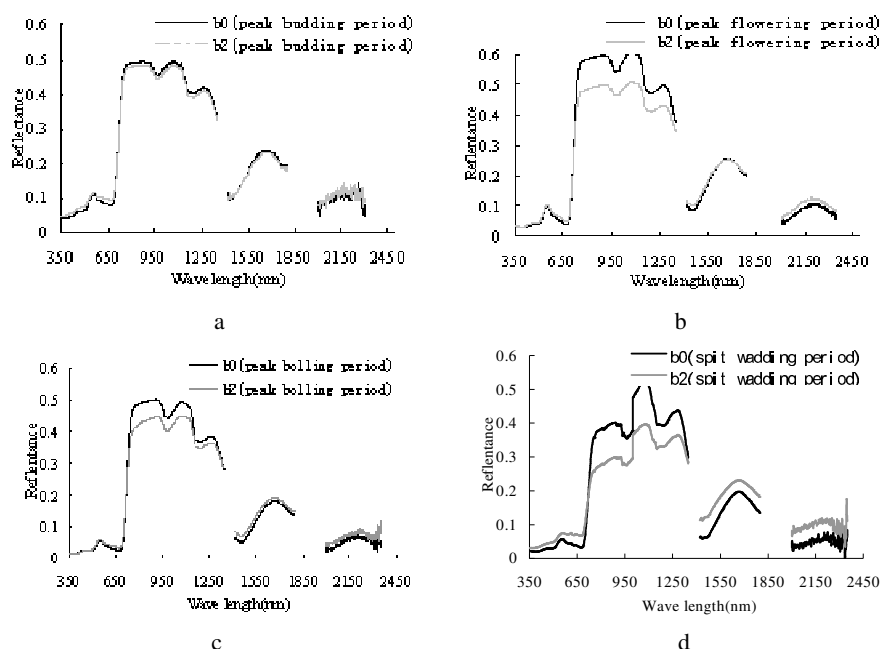 b0(peak budding period)
b2(peak budding period)
0.6
0.5
0.4
0.3
0.2
0.1
0
Reflectance
350 650 950 1250 1550 1850 2150 2450
Wave length(nm)
a
b0(peak flowering period)
b2(peak flowering period)
0.6
0.5
0.4
0.3
0.2
0.1
0
Reflentance
350 650 950 1250 1550 1850 2150 2450
Wavelength(nm)
b
b0(peak bolling period)
b2(peak bolling period)
0.6
0.5
0.4
0.3
0.2
0.1
0
Reflentance
350 650 950 1250 1550 1850 2150 2450
Wave length(nm)
c
b0(spit wadding period)
b2(spit wadding period)
0.6
0.5
0.4
0.3
0.2
0.1
0
Reflentance
350 650 950 1250 1550 1850 2150 2450
Wave length(nm)
d